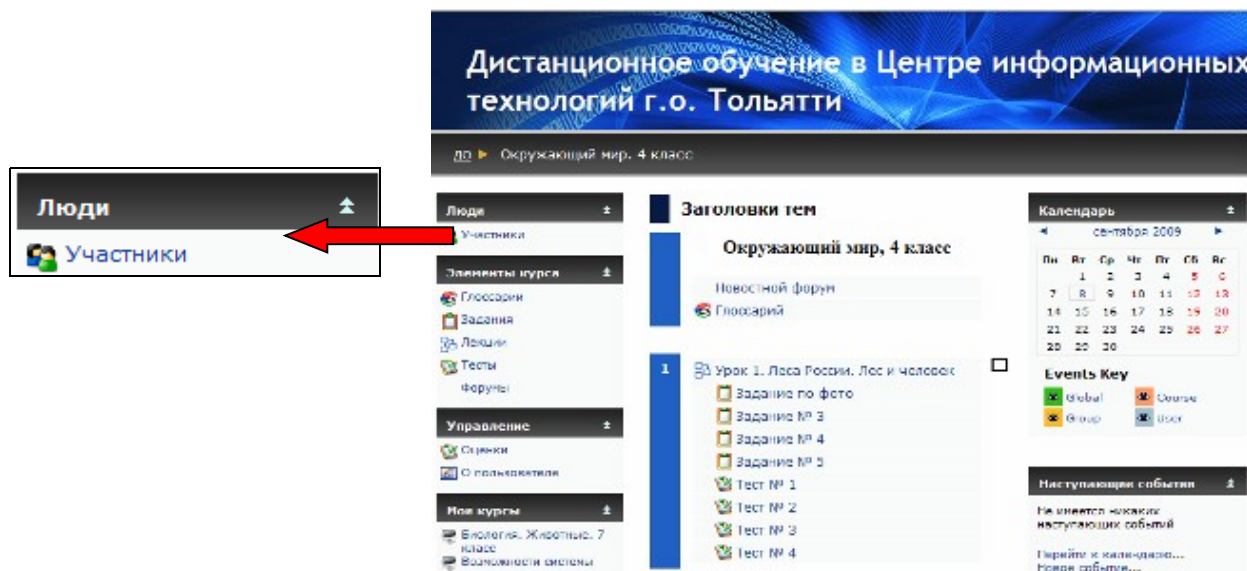 Дистанционное обучение в Центре информационных
технологий г.о. Тольятти
ДО ► Окружающий мир, 4 класс
Люди
Участники
Люди
Участники
Элементы курса
Глоссарии
Задания
Лекции
Тесты
Форумы
Управление
Оценки
О пользователе
Мои курсы
Биология. Животные. 7
класс
Возможности системы
Заголовки тем
Окружающий мир, 4 класс
Новостной форум
Глоссарий
1
Урок 1. Леса России. Лес и человек
Задание по фото
Задание № 3
Задание № 4
Задание № 5
Тест № 1
Тест № 2
Тест № 3
Тест № 4
Календарь
сентября 2009
Пн Вт Ср Чт Пт Сб Вс
1 2 3 4 5 6
7 8 9 10 11 12 13
14 15 16 17 18 19 20
21 22 23 24 25 26 27
28 29 30
Events Key
Global Course
Group User
Наступающие события
Не имеется никаких
наступающих событий
Перейти к календарю...
Новое событие...